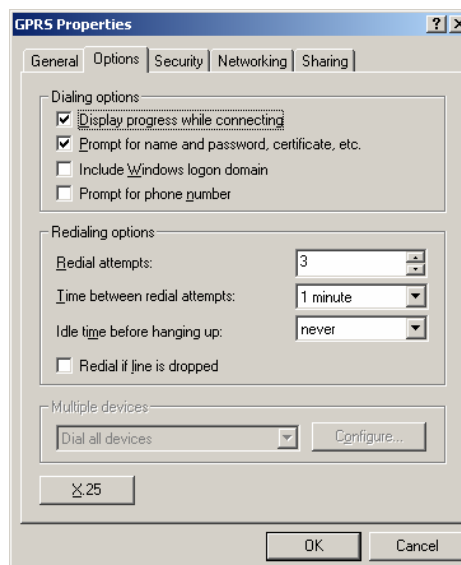 GPRS Properties
General Options Security Networking Sharing
Dialing options
Display progress while connecting
Prompt for name and password, certificate, etc.
Include Windows logon domain
Prompt for phone number
Redialing options
Redial attempts: 3
Time between redial attempts: 1 minute
Idle time before hanging up: never
Redial if line is dropped
Multiple devices
Dial all devices Configure...
X.25
OK Cancel